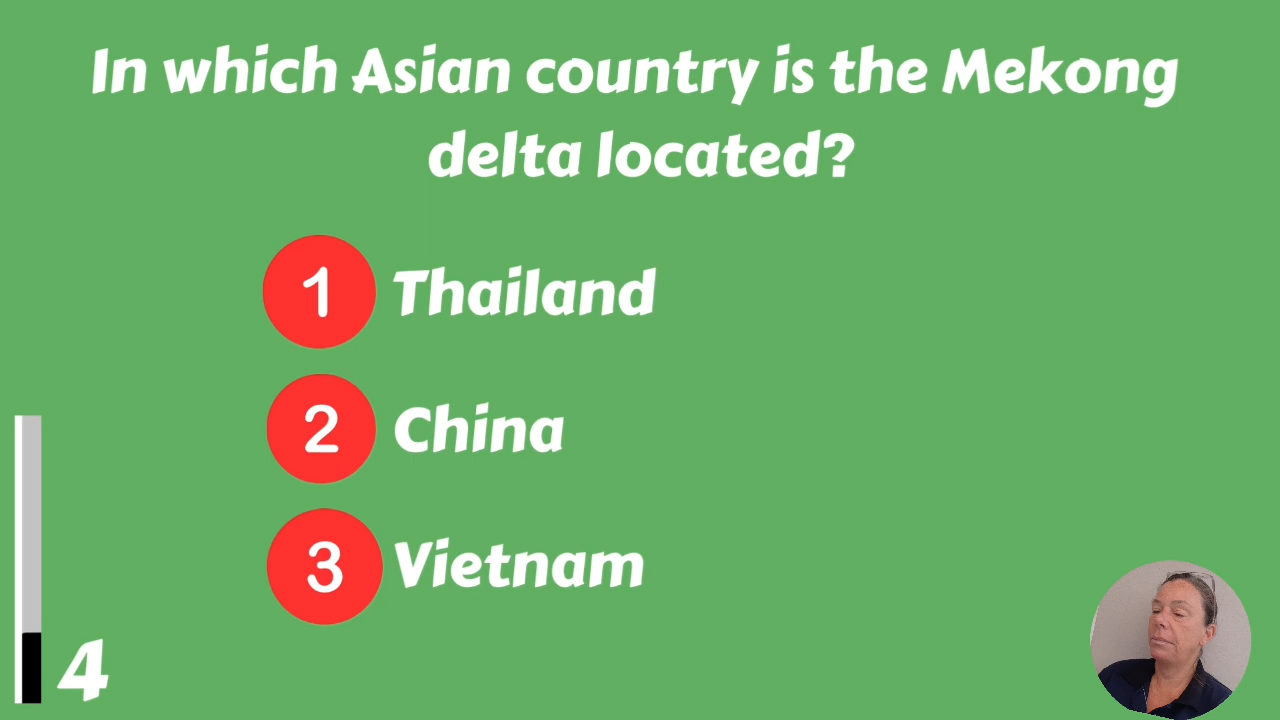 In which Asian country is the Mekong
delta located?
1 Thailand
2 China
3 Vietnam
4